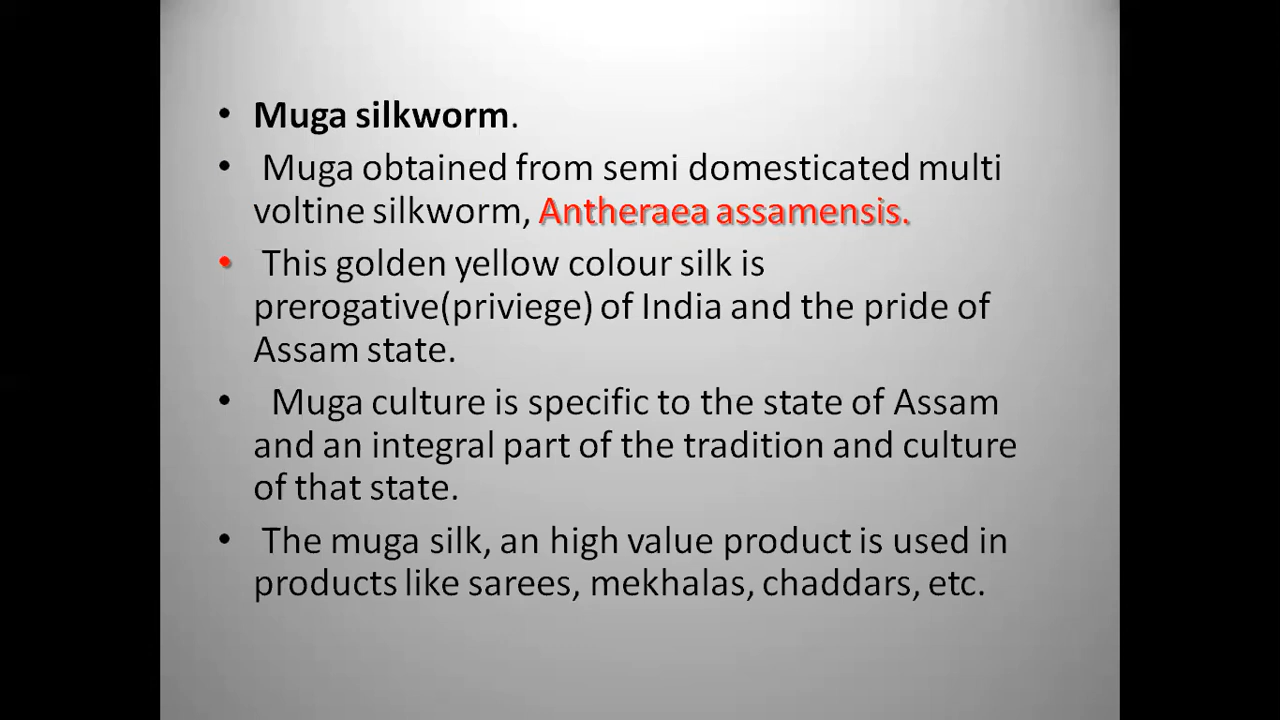 • Muga silkworm.
• Muga obtained from semi domesticated multi
voltine silkworm, Antheraea assamensis.
• This golden yellow colour silk is
prerogative(priviege) of India and the pride of
Assam state.
• Muga culture is specific to the state of Assam
and an integral part of the tradition and culture
of that state.
• The muga silk, an high value product is used in
products like sarees, mekhalas, chaddars, etc.